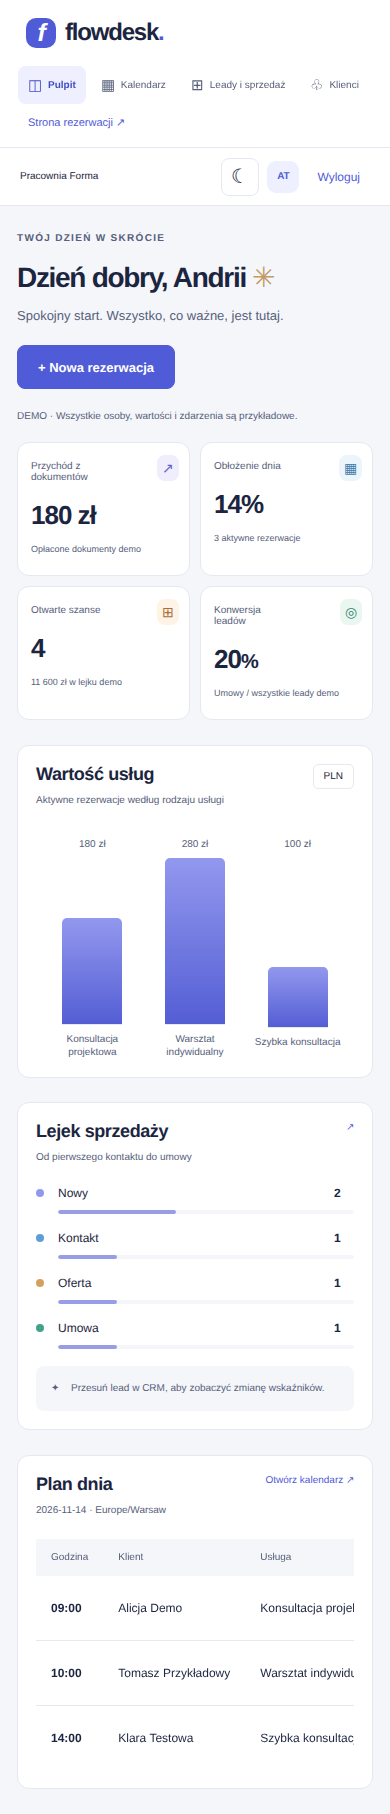 flowdesk.
Pulpit Kalendarz Leady i sprzedaż Klienci
Strona rezerwacji ↗
Pracownia Forma AT Wyloguj
TWÓJ DZIEŃ W SKRÓCIE
Dzień dobry, Andrii
Spokojny start. Wszystko, co ważne, jest tutaj.
+ Nowa rezerwacja
DEMO · Wszystkie osoby, wartości i zdarzenia są przykładowe.
Przychód z
dokumentów
180 zł
Opłacone dokumenty demo
Obłożenie dnia
14%
3 aktywne rezerwacje
Otwarte szanse
4
11 600 zł w lejku demo
Konwersja
leadów
20%
Umowy / wszystkie leady demo
Wartość usług
PLN
Aktywne rezerwacje według rodzaju usługi
180 zł 280 zł 100 zł
Konsultacja
projektowa
Warsztat
indywidualny
Szybka konsultacja
Lejek sprzedaży ↗
Od pierwszego kontaktu do umowy
Nowy 2
Kontakt 1
Oferta 1
Umowa 1
Przesuń lead w CRM, aby zobaczyć zmianę wskaźników.
Plan dnia
Otwórz kalendarz ↗
2026-11-14 · Europe/Warsaw
Godzina Klient Usługa
09:00 Alicja Demo Konsultacja
10:00 Tomasz Przykładowy Warsztat
14:00 Klara Testowa Szybka